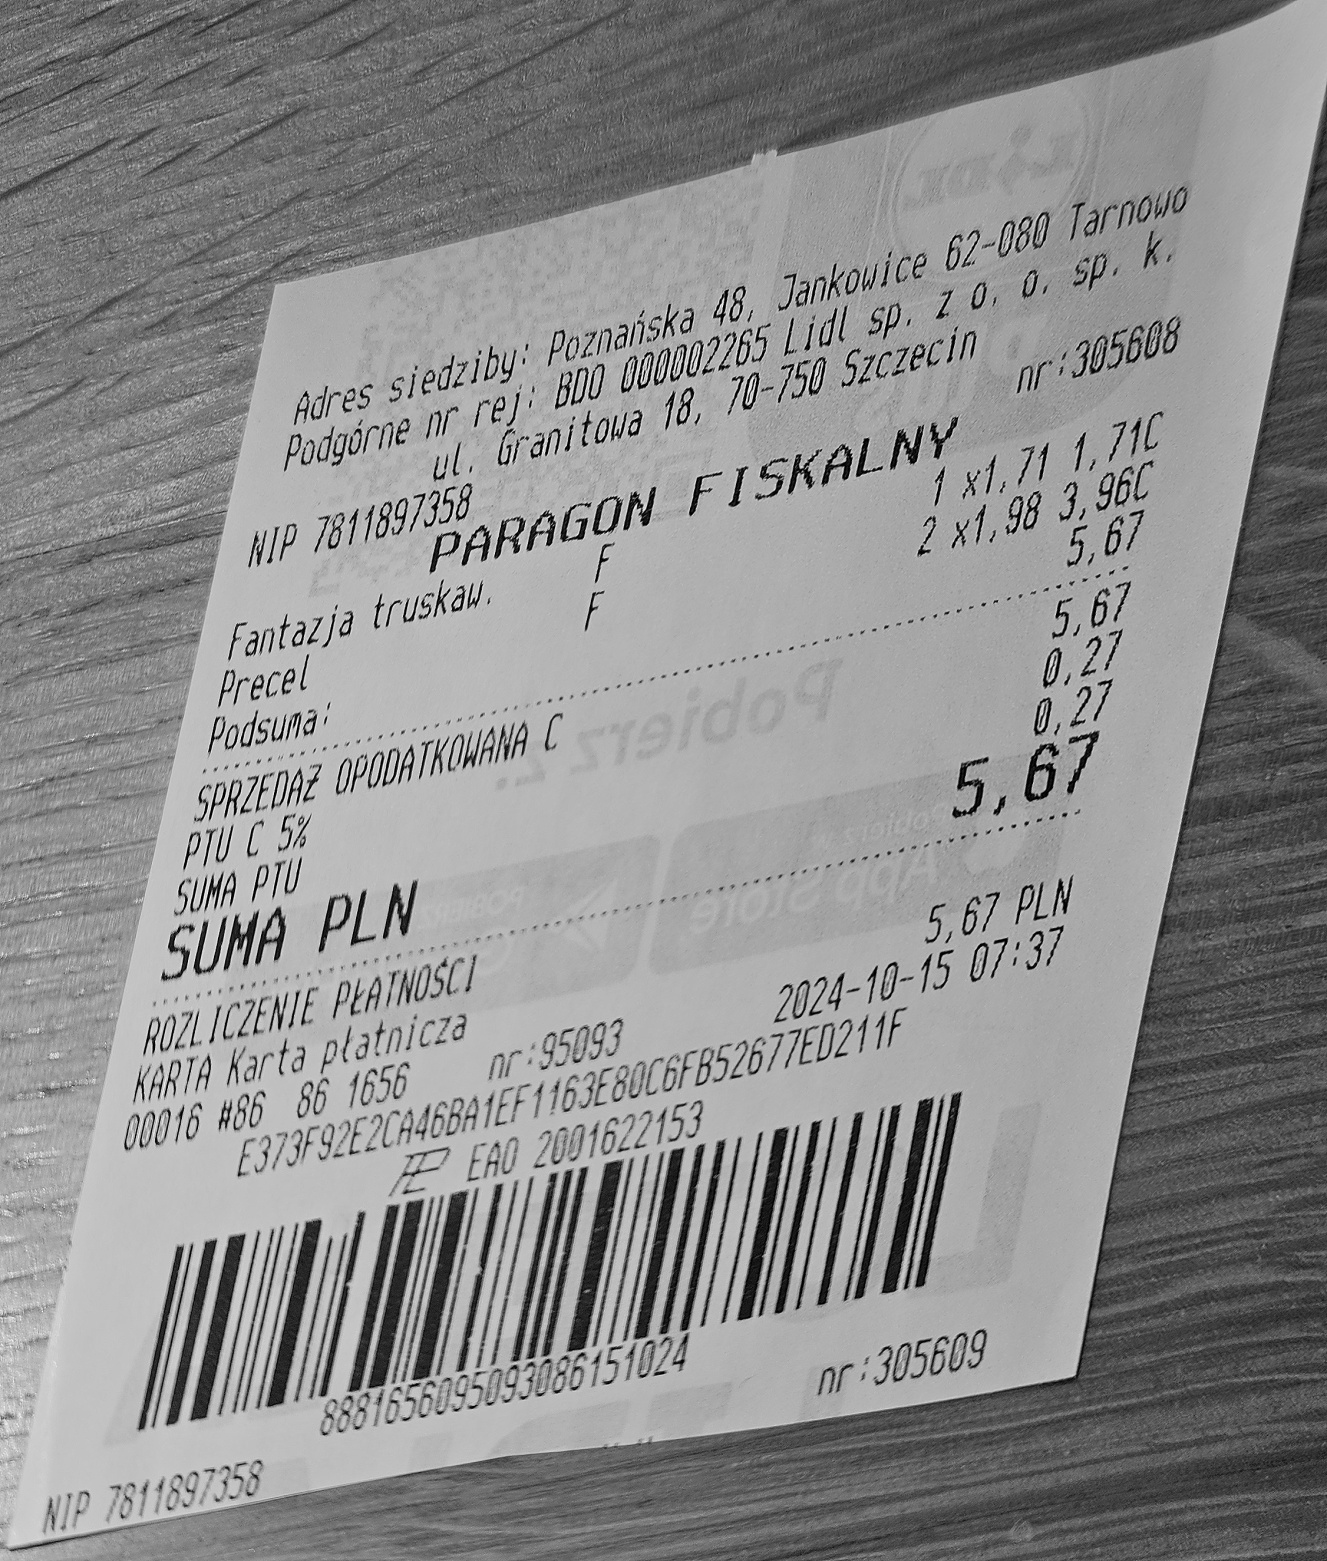 Adres siedziby: Poznańska 48, Jankowice 62-080 Tarnowo
Podgórne nr rej: BDO 000002265 Lidl sp. z o. o. sp. k.
ul. Granitowa 18, 70-750 Szczecin
NIP 7811897358 nr:305608
PARAGON FISKALNY
Fantazja truskaw. F 1 x1,71 1,71C
Precel F 2 x1,98 3,96C
Podsuma: 5,67
SPRZEDAŻ OPODATKOWANA C 5,67
PTU C 5% 0,27
SUMA PTU 0,27
SUMA PLN 5,67
ROZLICZENIE PŁATNOŚCI
KARTA Karta płatnicza 5,67 PLN
00016 #86 86 1656 nr:95093 2024-10-15 07:37
E373F92E2CA46BA1EF1163E80C6FB52677ED211F
EAO 2001622153
8881656095093086151024
NIP 7811897358 nr:305609
LIDL
Pobierz z:
App Store